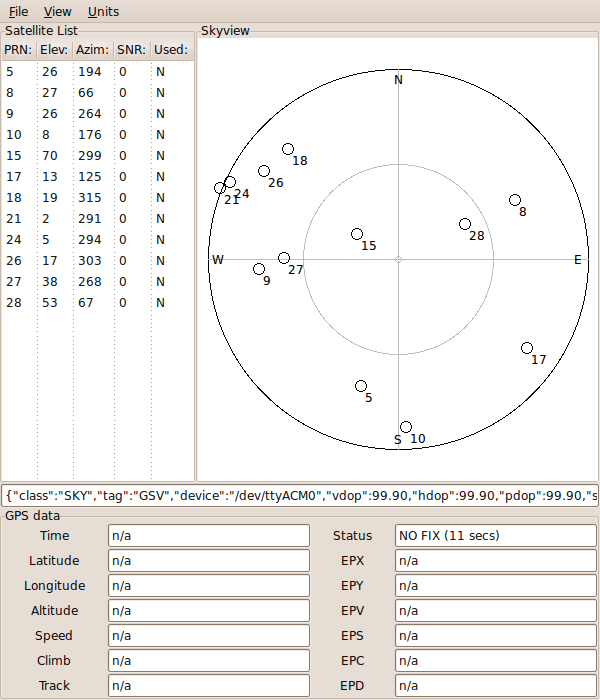 File View Units
Satellite List
PRN: Elev: Azim: SNR: Used:
5 26 194 0 N
8 27 66 0 N
9 26 264 0 N
10 8 176 0 N
15 70 299 0 N
17 13 125 0 N
18 19 315 0 N
21 2 291 0 N
24 5 294 0 N
26 17 303 0 N
27 38 268 0 N
28 53 67 0 N
Skyview
N
18
26
24
21
8
28
15
W
E
27
9
17
5
S
10
{"class":"SKY","tag":"GSV","device":"/dev/ttyACM0","vdop":99.90,"hdop":99.90,"pdop":99.90,"s
GPS data
Time n/a Status NO FIX (11 secs)
Latitude n/a EPX n/a
Longitude n/a EPY n/a
Altitude n/a EPV n/a
Speed n/a EPS n/a
Climb n/a EPC n/a
Track n/a EPD n/a